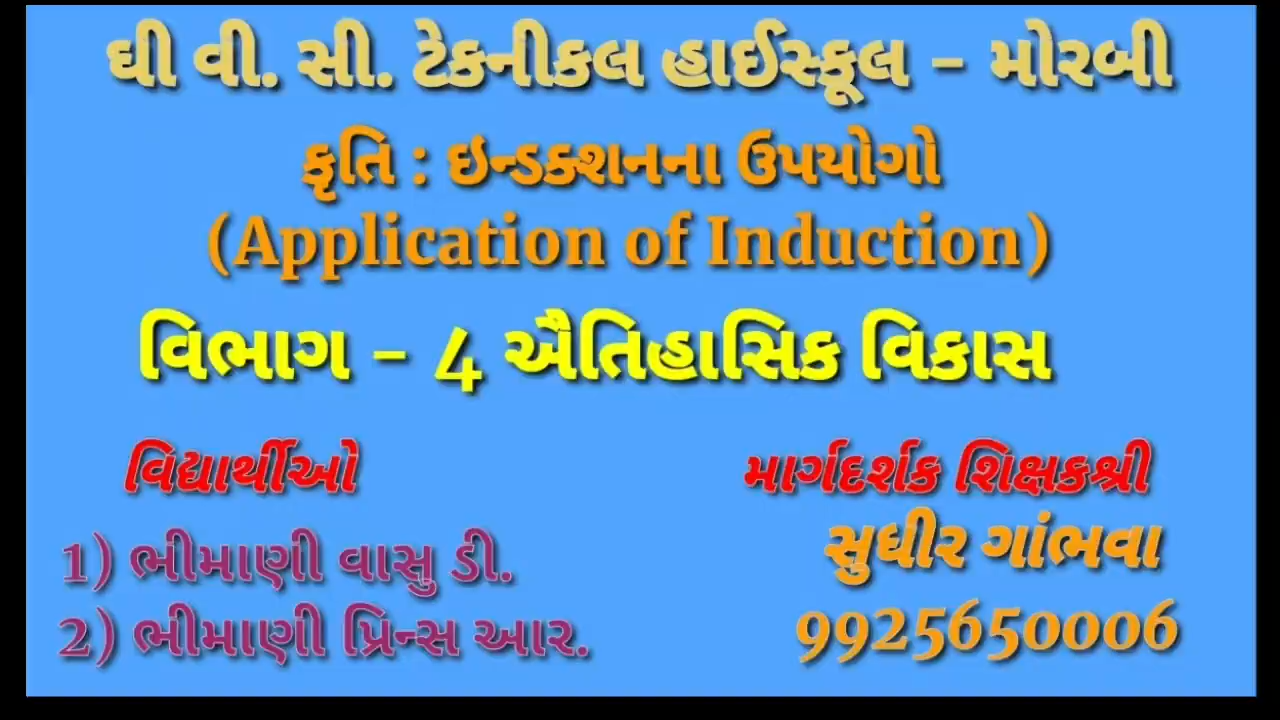 ધી વી. સી. ટેકનીકલ હાઈસ્કૂલ - મોરબી
કૃતિ : ઇન્ડક્શનના ઉપયોગો
(Application of Induction)
વિભાગ - 4 ઐતિહાસિક વિકાસ
વિદ્યાર્થીઓ
1) ભીમાણી વાસુ ડી.
2) ભીમાણી પ્રિન્સ આર.
માર્ગદર્શક શિક્ષકશ્રી
સુધીર ગાંભવા
9925650006